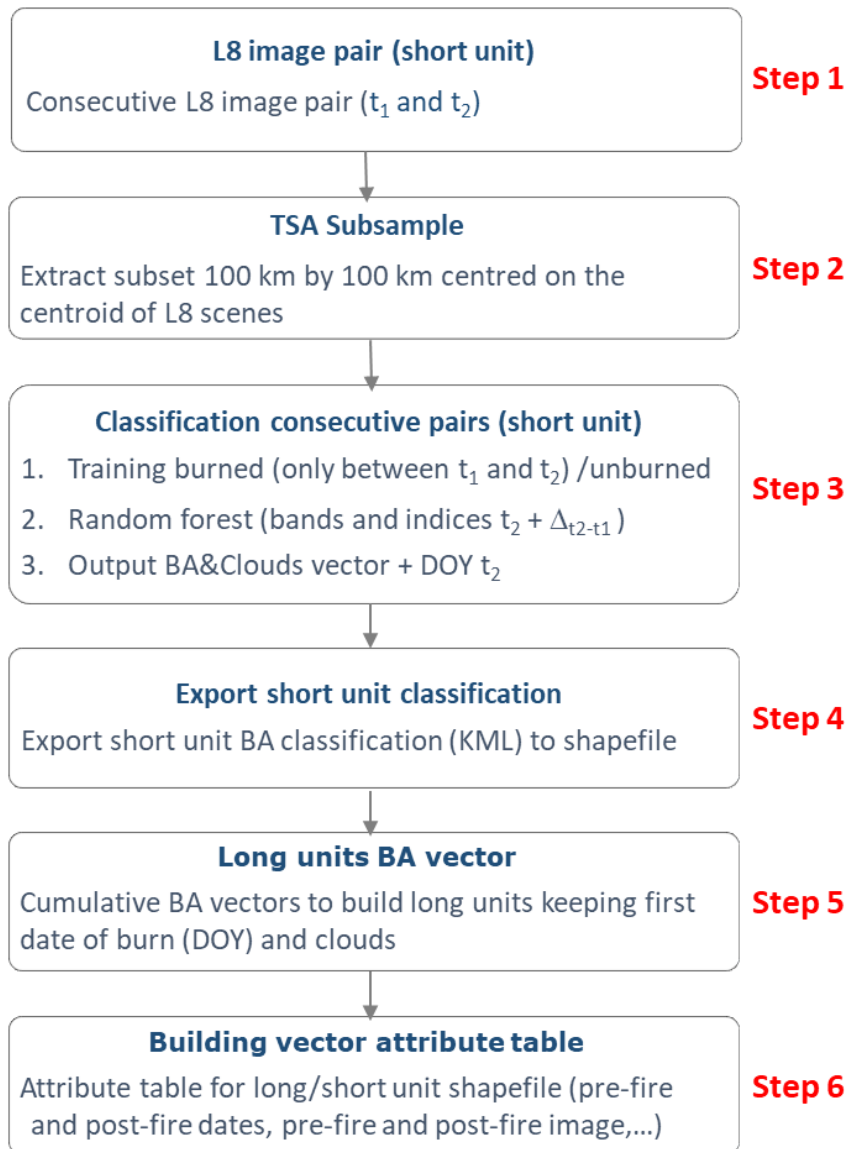 L8 image pair (short unit)
Consecutive L8 image pair (t₁ and t₂)
Step 1
TSA Subsample
Extract subset 100 km by 100 km centred on the
centroid of L8 scenes
Step 2
Classification consecutive pairs (short unit)
1. Training burned (only between t₁ and t₂) /unburned
2. Random forest (bands and indices t₂ + Δt2-t1 )
3. Output BA&Clouds vector + DOY t₂
Step 3
Export short unit classification
Export short unit BA classification (KML) to shapefile
Step 4
Long units BA vector
Cumulative BA vectors to build long units keeping first
date of burn (DOY) and clouds
Step 5
Building vector attribute table
Attribute table for long/short unit shapefile (pre-fire
and post-fire dates, pre-fire and post-fire image,...)
Step 6